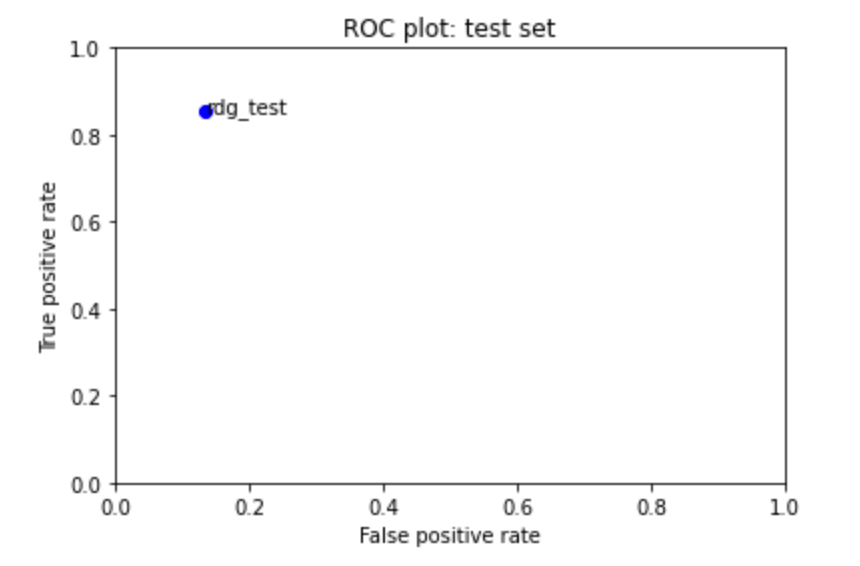 ROC plot: test set
1.0
rdg_test
0.8
0.6
0.4
0.2
0.0
True positive rate
0.0 0.2 0.4 0.6 0.8 1.0
False positive rate